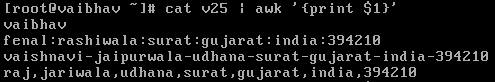 [root@vaibhav ~]# cat v25 | awk '{print $1}'
vaibhav
fenal:rashiwala:surat:gujarat:india:394210
vaishnavi-jaipurwala-udhana-surat-gujarat-india-394210
raj,jariwala,udhana,surat,gujarat,india,394210